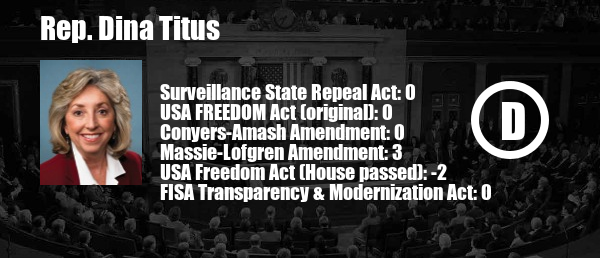 Rep. Dina Titus
Surveillance State Repeal Act: 0
USA FREEDOM Act (original): 0
Conyers-Amash Amendment: 0
Massie-Lofgren Amendment: 3
USA Freedom Act (House passed): -2
FISA Transparency & Modernization Act: 0
D